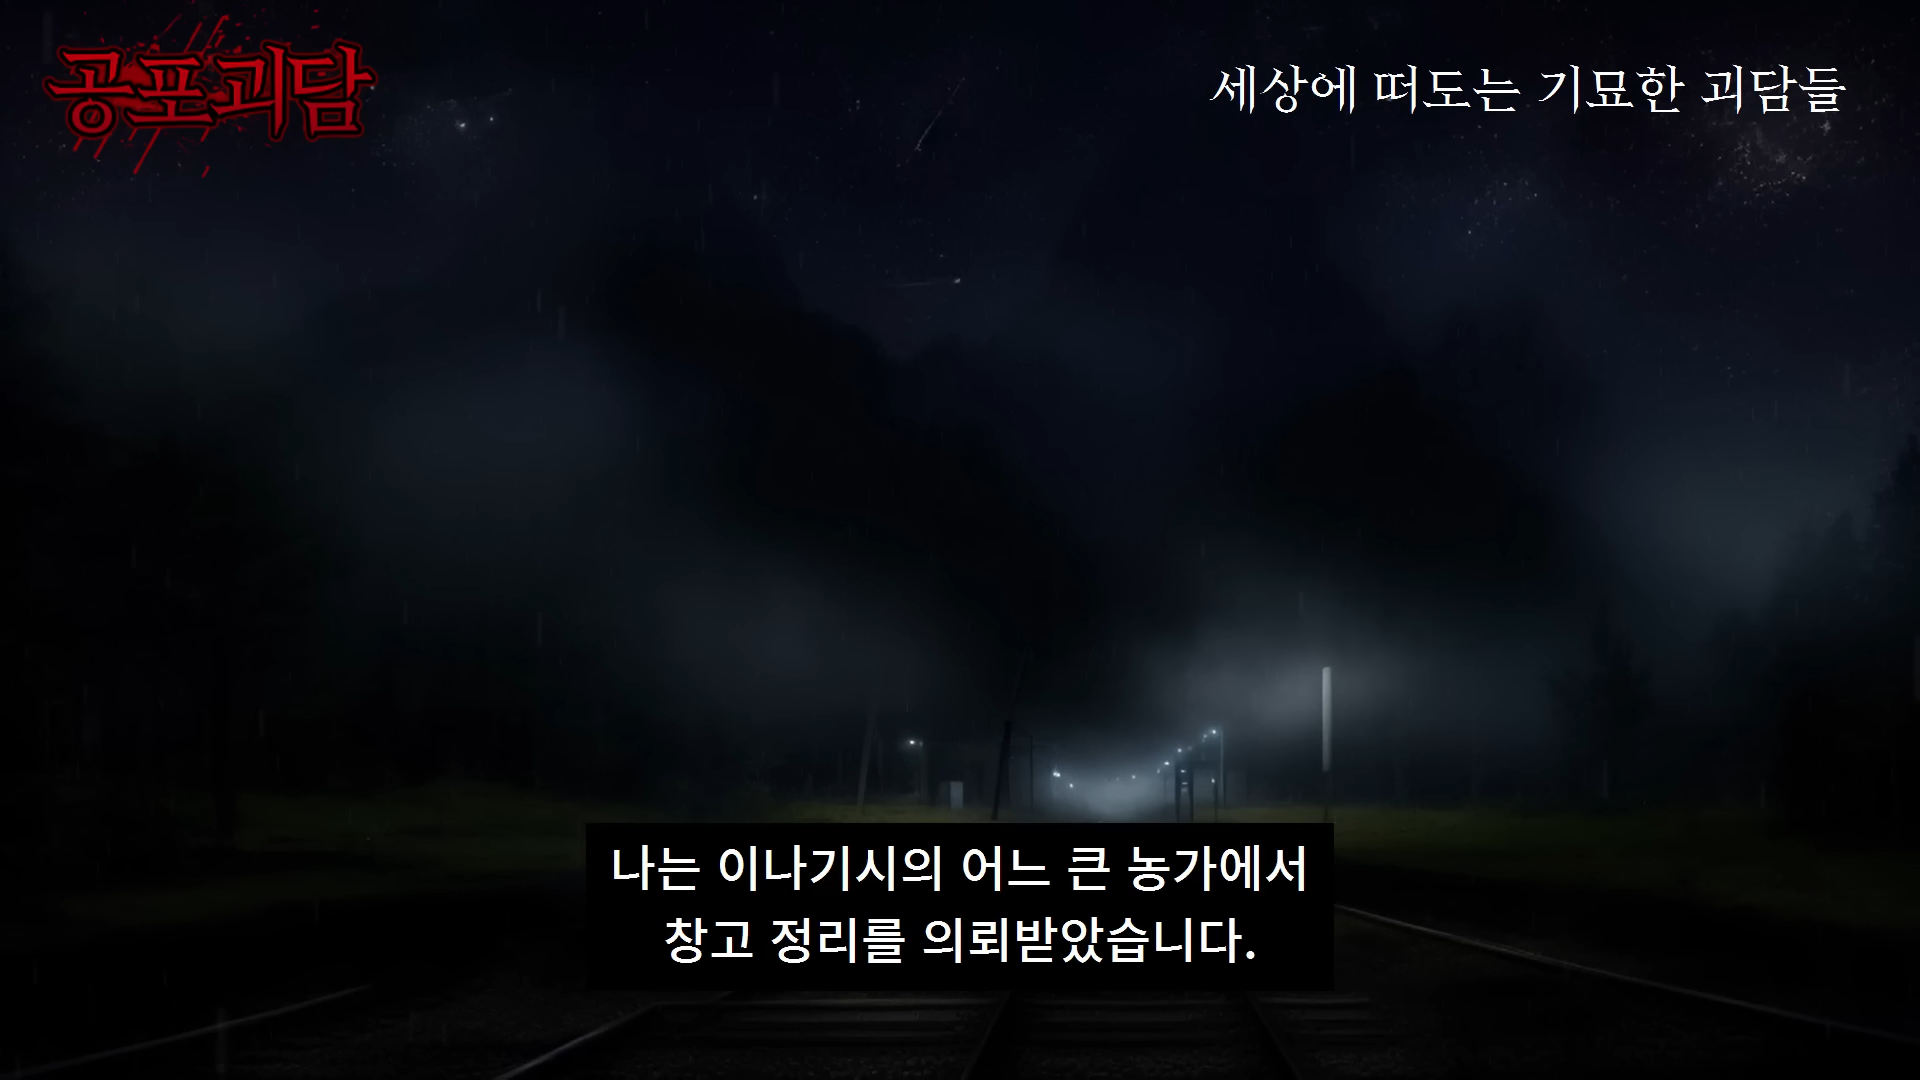 공포괴담
세상에 떠도는 기묘한 괴담들
나는 이나기시의 어느 큰 농가에서
창고 정리를 의뢰받았습니다.